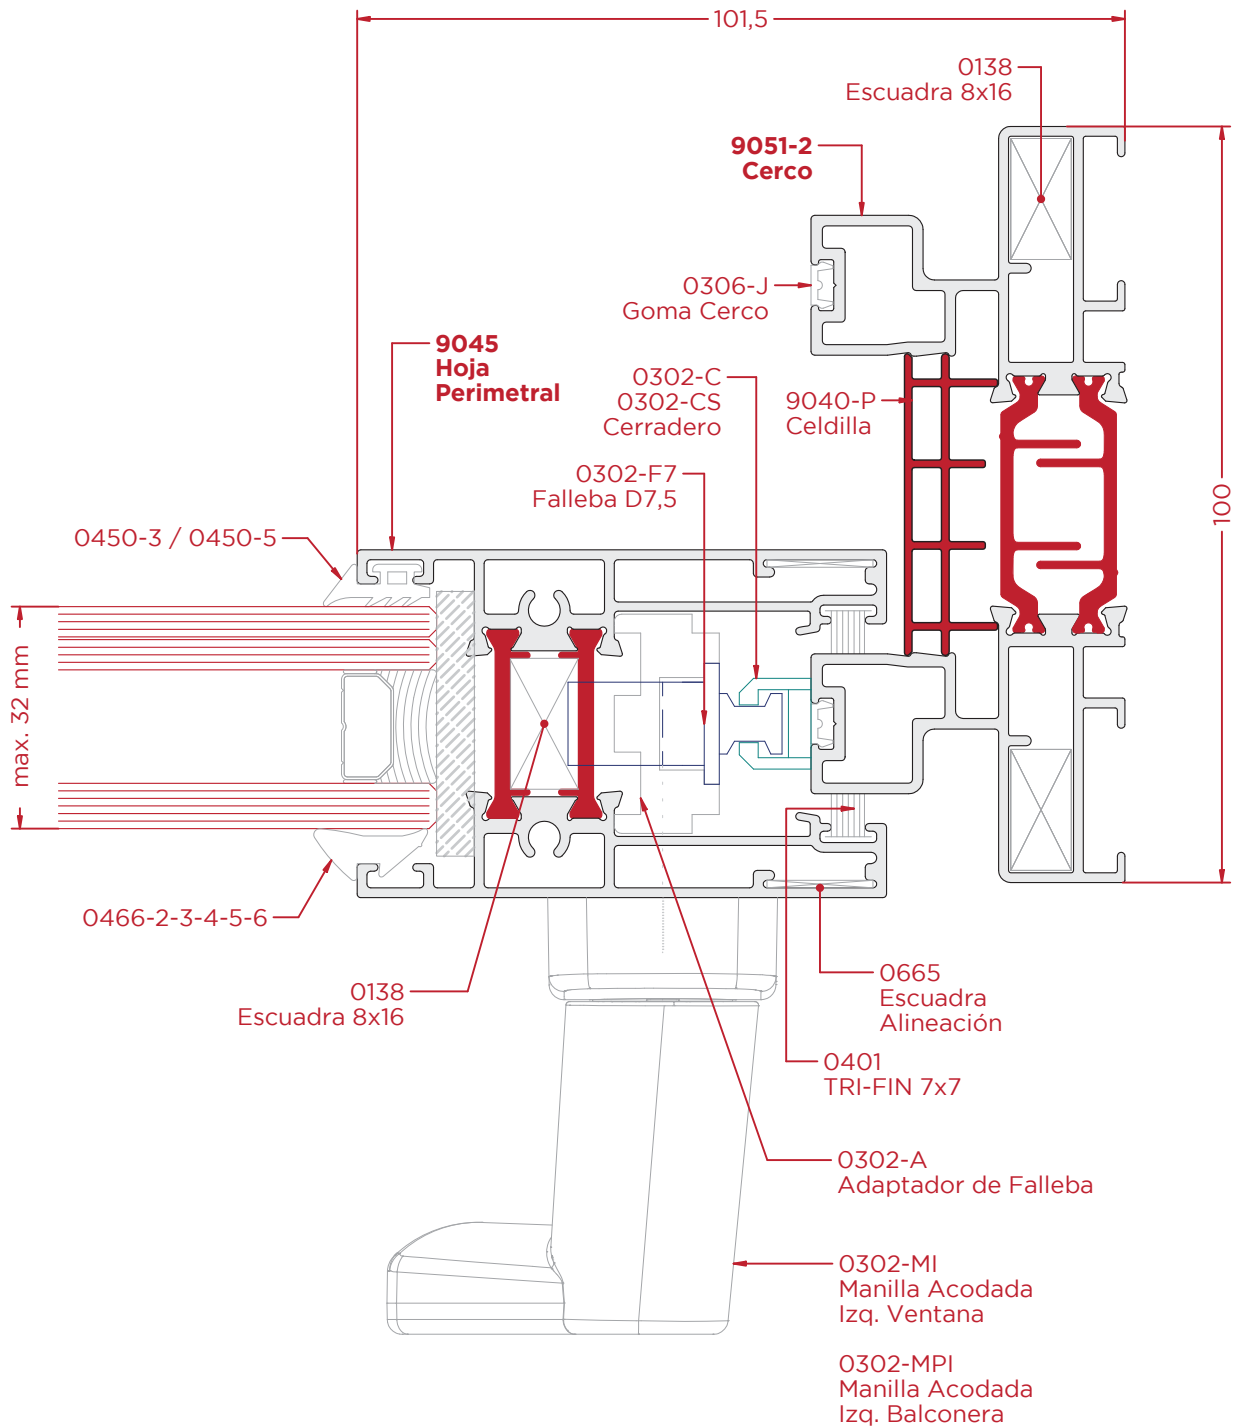 101,5
0138
Escuadra 8x16
9051-2
Cerco
0306-J
Goma Cerco
9045
Hoja
Perimetral
0302-C
0302-CS
Cerradero
9040-P
Celdilla
0302-F7
Falleba D7,5
100
0450-3 / 0450-5
max. 32 mm
0466-2-3-4-5-6
0138
Escuadra 8x16
0665
Escuadra
Alineación
0401
TRI-FIN 7x7
0302-A
Adaptador de Falleba
0302-MI
Manilla Acodada
Izq. Ventana
0302-MPI
Manilla Acodada
Izq. Balconera